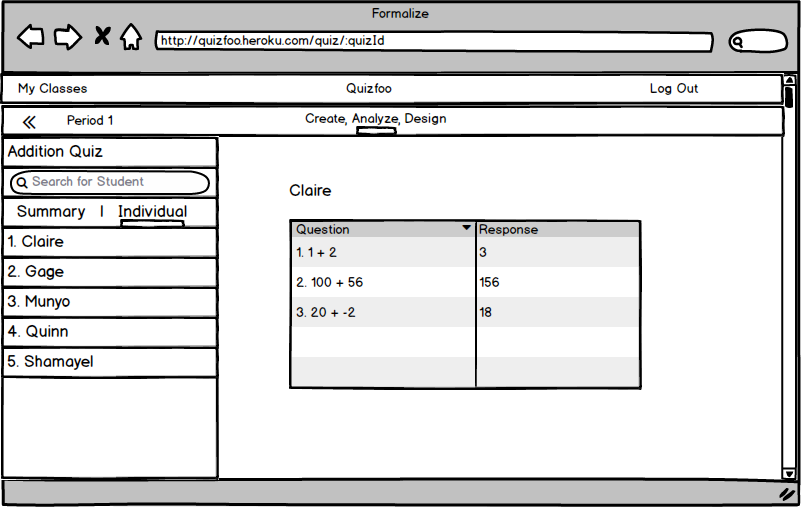 Formalize
http://quizfoo.heroku.com/quiz/:quizId
My Classes Quizfoo Log Out
Period 1 Create, Analyze, Design
Addition Quiz
Search for Student
Summary | Individual
1. Claire
2. Gage
3. Munyo
4. Quinn
5. Shamayel
Claire
Question Response
1. 1 + 2 3
2. 100 + 56 156
3. 20 + -2 18